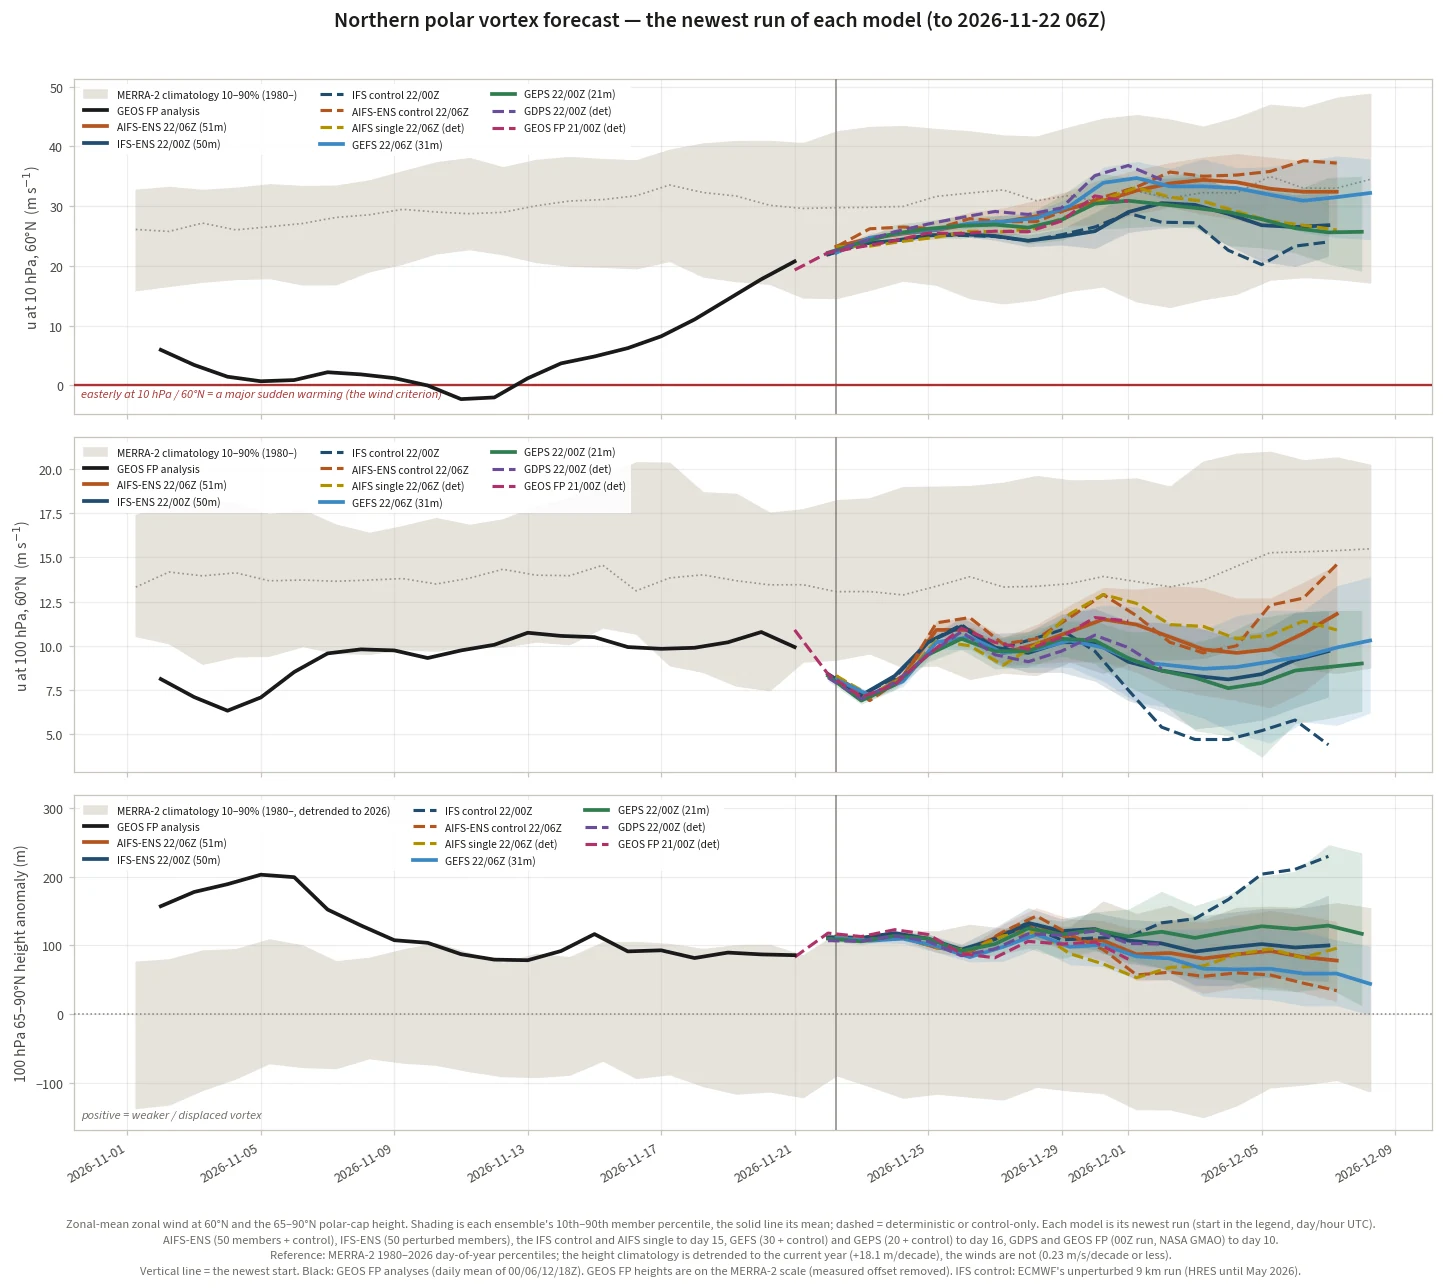 Northern polar vortex forecast — the newest run of each model (to 2026-11-22 06Z)
MERRA-2 climatology 10–90% (1980–)
GEOS FP analysis
AIFS-ENS 22/06Z (51m)
IFS-ENS 22/00Z (50m)
IFS control 22/00Z
AIFS-ENS control 22/06Z
AIFS single 22/06Z (det)
GEFS 22/06Z (31m)
GEPS 22/00Z (21m)
GDPS 22/00Z (det)
GEOS FP 21/00Z (det)
u at 10 hPa, 60°N (m s⁻¹)
50
40
30
20
10
0
easterly at 10 hPa / 60°N = a major sudden warming (the wind criterion)
MERRA-2 climatology 10–90% (1980–)
GEOS FP analysis
AIFS-ENS 22/06Z (51m)
IFS-ENS 22/00Z (50m)
IFS control 22/00Z
AIFS-ENS control 22/06Z
AIFS single 22/06Z (det)
GEFS 22/06Z (31m)
GEPS 22/00Z (21m)
GDPS 22/00Z (det)
GEOS FP 21/00Z (det)
u at 100 hPa, 60°N (m s⁻¹)
20.0
17.5
15.0
12.5
10.0
7.5
5.0
MERRA-2 climatology 10–90% (1980–, detrended to 2026)
GEOS FP analysis
AIFS-ENS 22/06Z (51m)
IFS-ENS 22/00Z (50m)
IFS control 22/00Z
AIFS-ENS control 22/06Z
AIFS single 22/06Z (det)
GEFS 22/06Z (31m)
GEPS 22/00Z (21m)
GDPS 22/00Z (det)
GEOS FP 21/00Z (det)
100 hPa 65–90°N height anomaly (m)
300
200
100
0
−100
positive = weaker / displaced vortex
2026-11-01
2026-11-05
2026-11-09
2026-11-13
2026-11-17
2026-11-21
2026-11-25
2026-11-29
2026-12-01
2026-12-05
2026-12-09
Zonal-mean zonal wind at 60°N and the 65–90°N polar-cap height. Shading is each ensemble's 10th–90th member percentile, the solid line its mean; dashed = deterministic or control-only. Each model is its newest run (start in the legend, day/hour UTC).
AIFS-ENS (50 members + control), IFS-ENS (50 perturbed members), the IFS control and AIFS single to day 15, GEFS (30 + control) and GEPS (20 + control) to day 16, GDPS and GEOS FP (00Z run, NASA GMAO) to day 10.
Reference: MERRA-2 1980–2026 day-of-year percentiles; the height climatology is detrended to the current year (+18.1 m/decade), the winds are not (0.23 m/s/decade or less).
Vertical line = the newest start. Black: GEOS FP analyses (daily mean of 00/06/12/18Z). GEOS FP heights are on the MERRA-2 scale (measured offset removed). IFS control: ECMWF's unperturbed 9 km run (HRES until May 2026).